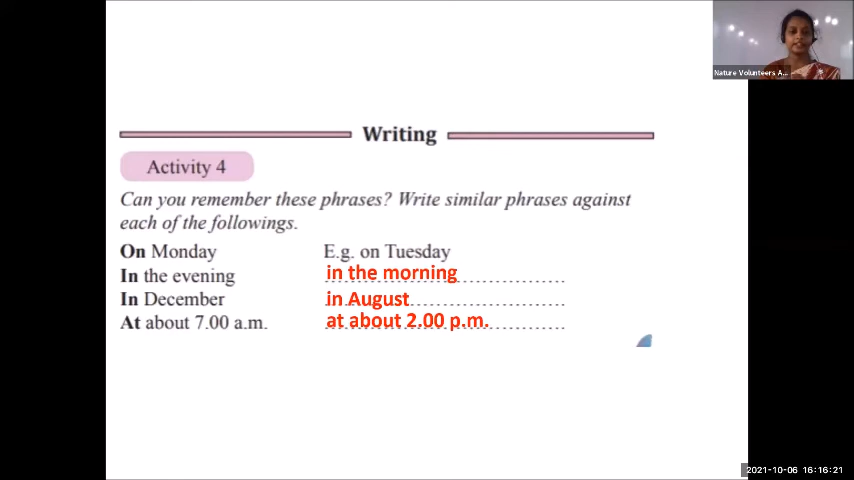 Nature Volunteers A...
Writing
Activity 4
Can you remember these phrases? Write similar phrases against
each of the followings.
On Monday E.g. on Tuesday
In the evening in the morning
In December in August
At about 7.00 a.m. at about 2.00 p.m.
2021-10-06 16:16:21